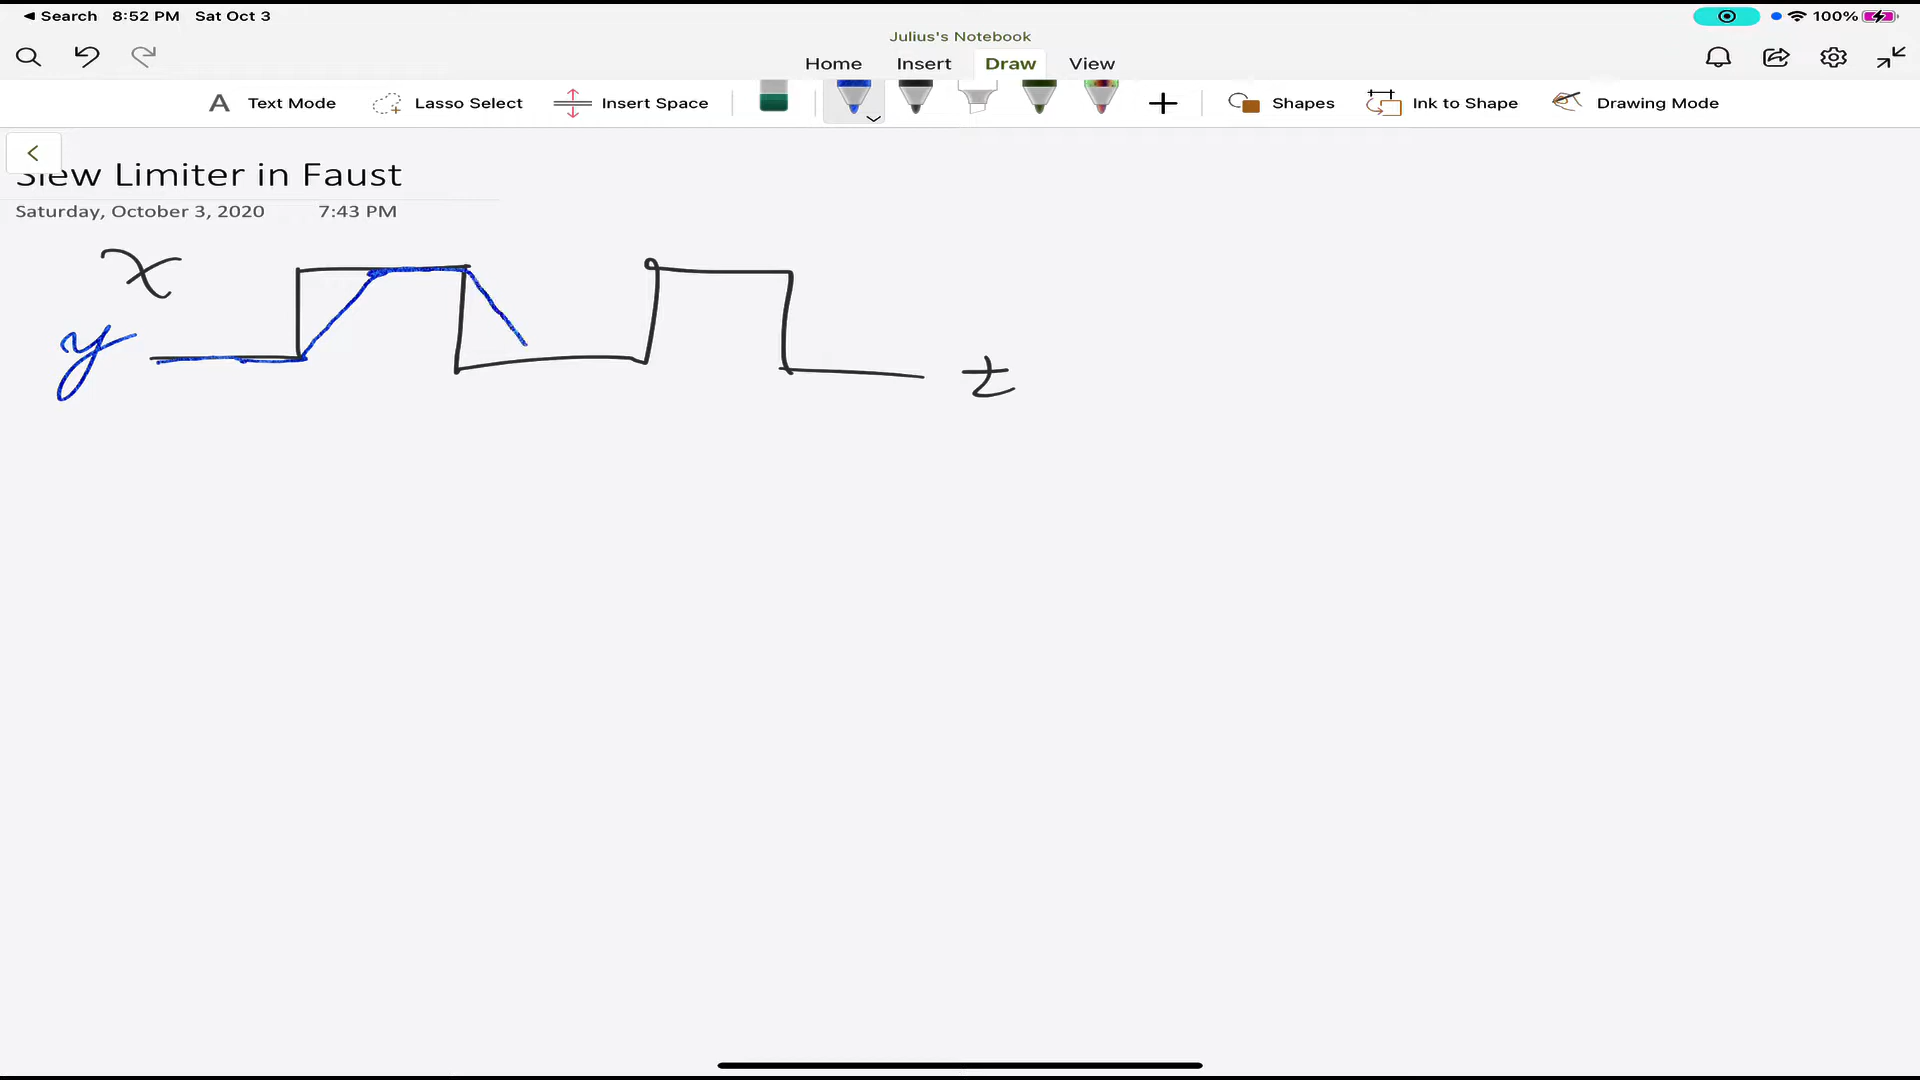 Search 8:52 PM Sat Oct 3 100%
Julius's Notebook
Home Insert Draw View
A Text Mode Lasso Select Insert Space Shapes Ink to Shape Drawing Mode
Slew Limiter in Faust
Saturday, October 3, 2020 7:43 PM
x
y
t